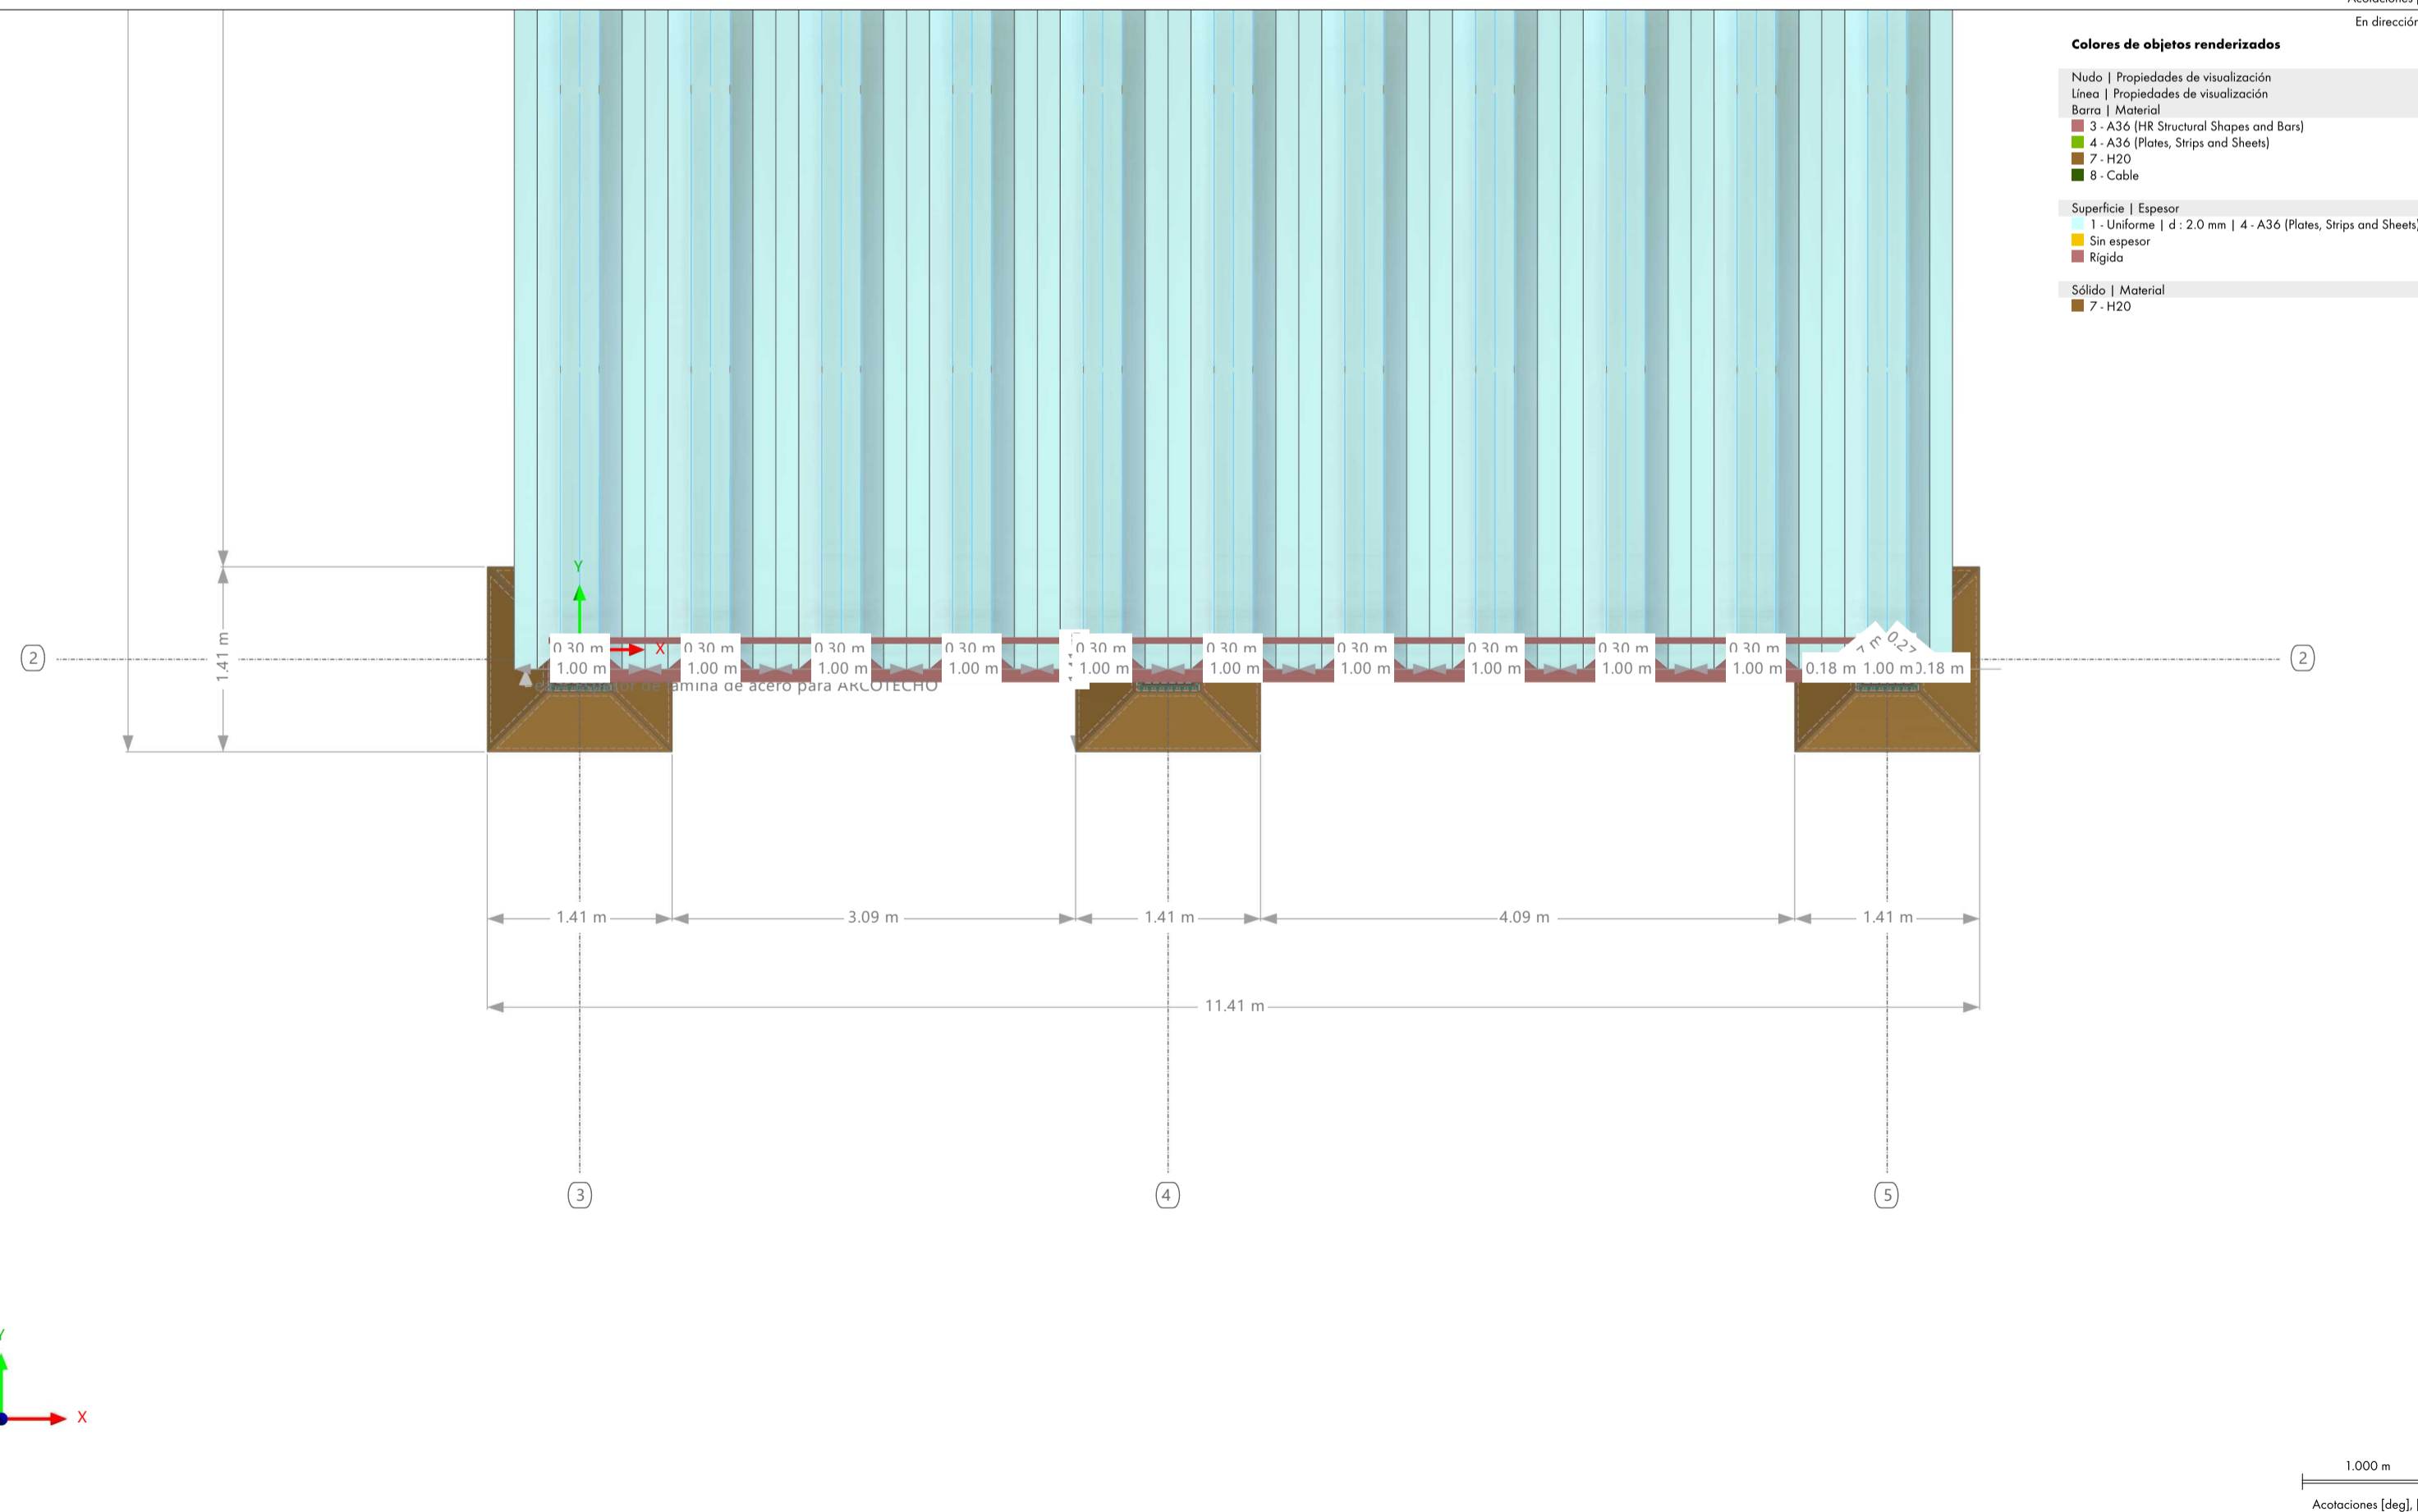 En dirección
Colores de objetos renderizados
Nudo | Propiedades de visualización
Línea | Propiedades de visualización
Barra | Material
3 - A36 (HR Structural Shapes and Bars)
4 - A36 (Plates, Strips and Sheets)
7 - H20
8 - Cable
Superficie | Espesor
1 - Uniforme | d : 2.0 mm | 4 - A36 (Plates, Strips and Sheets)
Sin espesor
Rígida
Sólido | Material
7 - H20
Y
1.41 m
2
X
2
0.30 m 0.30 m 0.30 m 0.30 m 0.30 m 0.30 m 0.30 m 0.30 m 0.30 m 0.30 m
0.27
1.00 m 1.00 m 1.00 m 1.00 m 1.00 m 1.00 m 1.00 m 1.00 m 1.00 m 1.00 m 0.18 m 1.00 m 0.18 m
de lámina de acero para ARCOTECHO
1.41 m 3.09 m 1.41 m 4.09 m 1.41 m
11.41 m
3 4 5
Y
X
1.000 m
Acotaciones [deg],